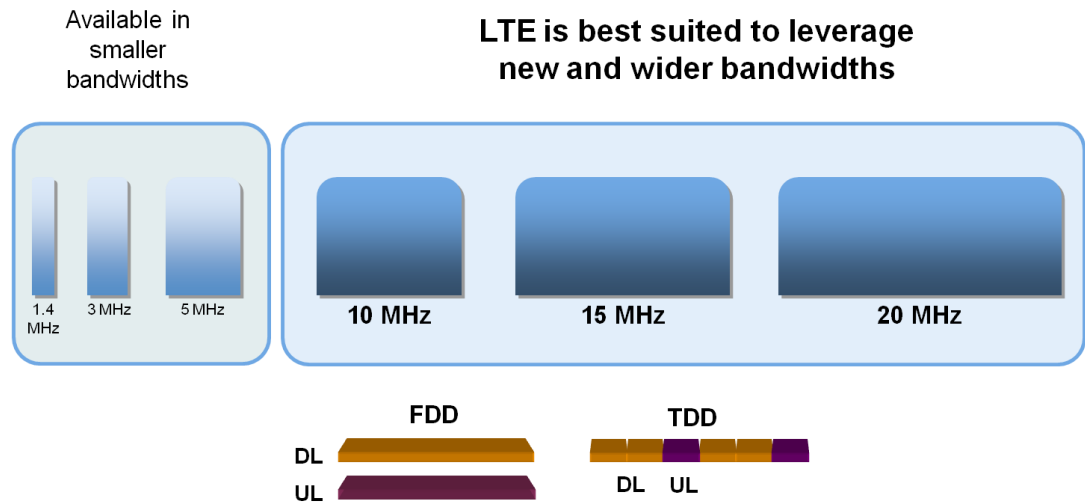 Available in
smaller
bandwidths
LTE is best suited to leverage
new and wider bandwidths
1.4
MHz
3 MHz
5 MHz
10 MHz
15 MHz
20 MHz
FDD
TDD
DL
UL
DL
UL